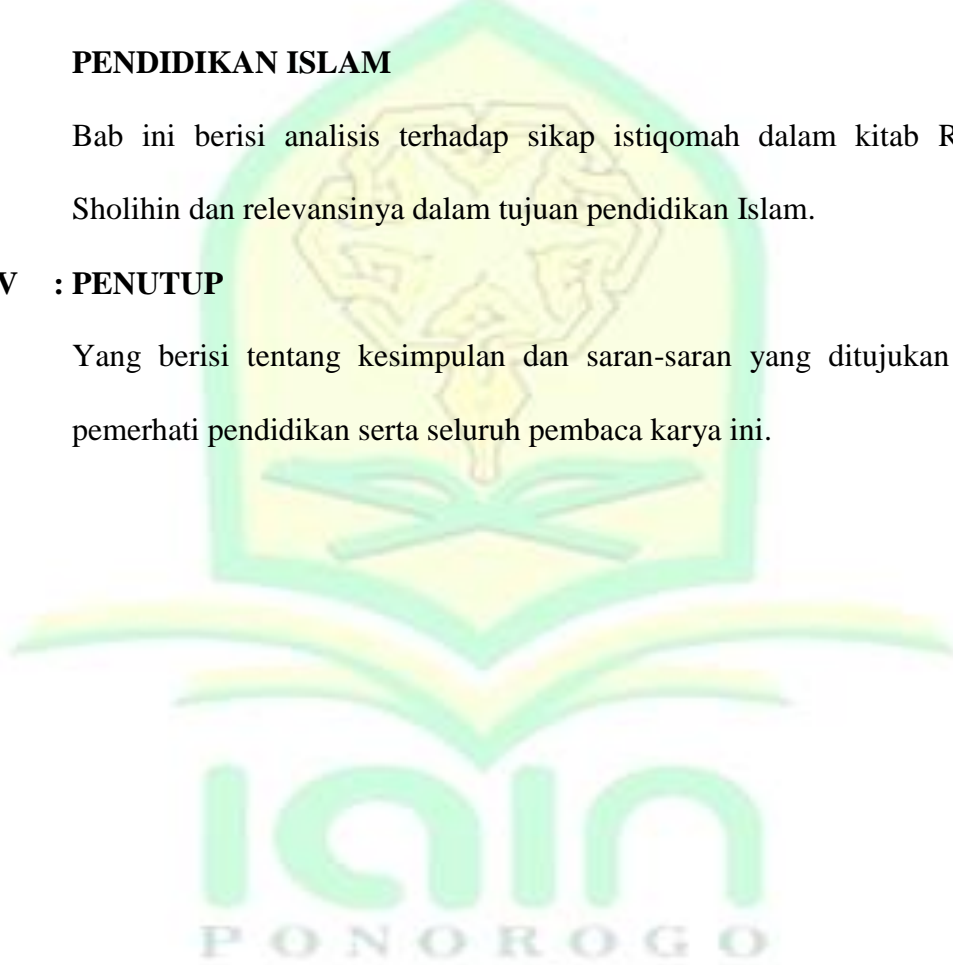 PENDIDIKAN ISLAM
Bab ini berisi analisis terhadap sikap istiqomah dalam kitab
Sholihin dan relevansinya dalam tujuan pendidikan Islam.
V : PENUTUP
Yang berisi tentang kesimpulan dan saran-saran yang ditujukan
pemerhati pendidikan serta seluruh pembaca karya ini.
iain
PONOROGO